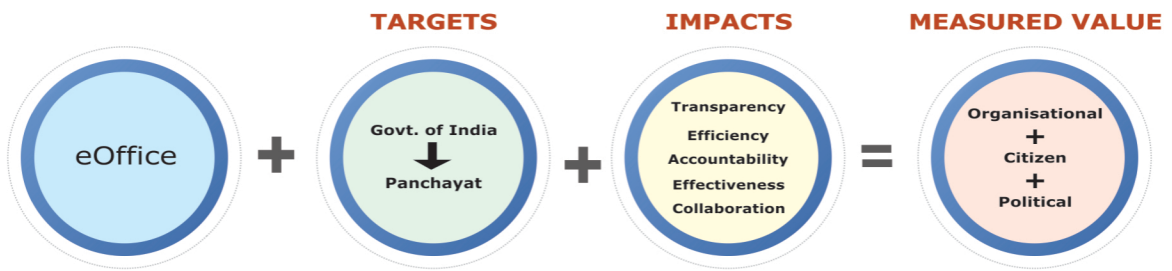 TARGETS
IMPACTS
MEASURED VALUE
eOffice
+
Govt. of India
Panchayat
+
Transparency
Efficiency
Accountability
Effectiveness
Collaboration
=
Organisational
+
Citizen
+
Political